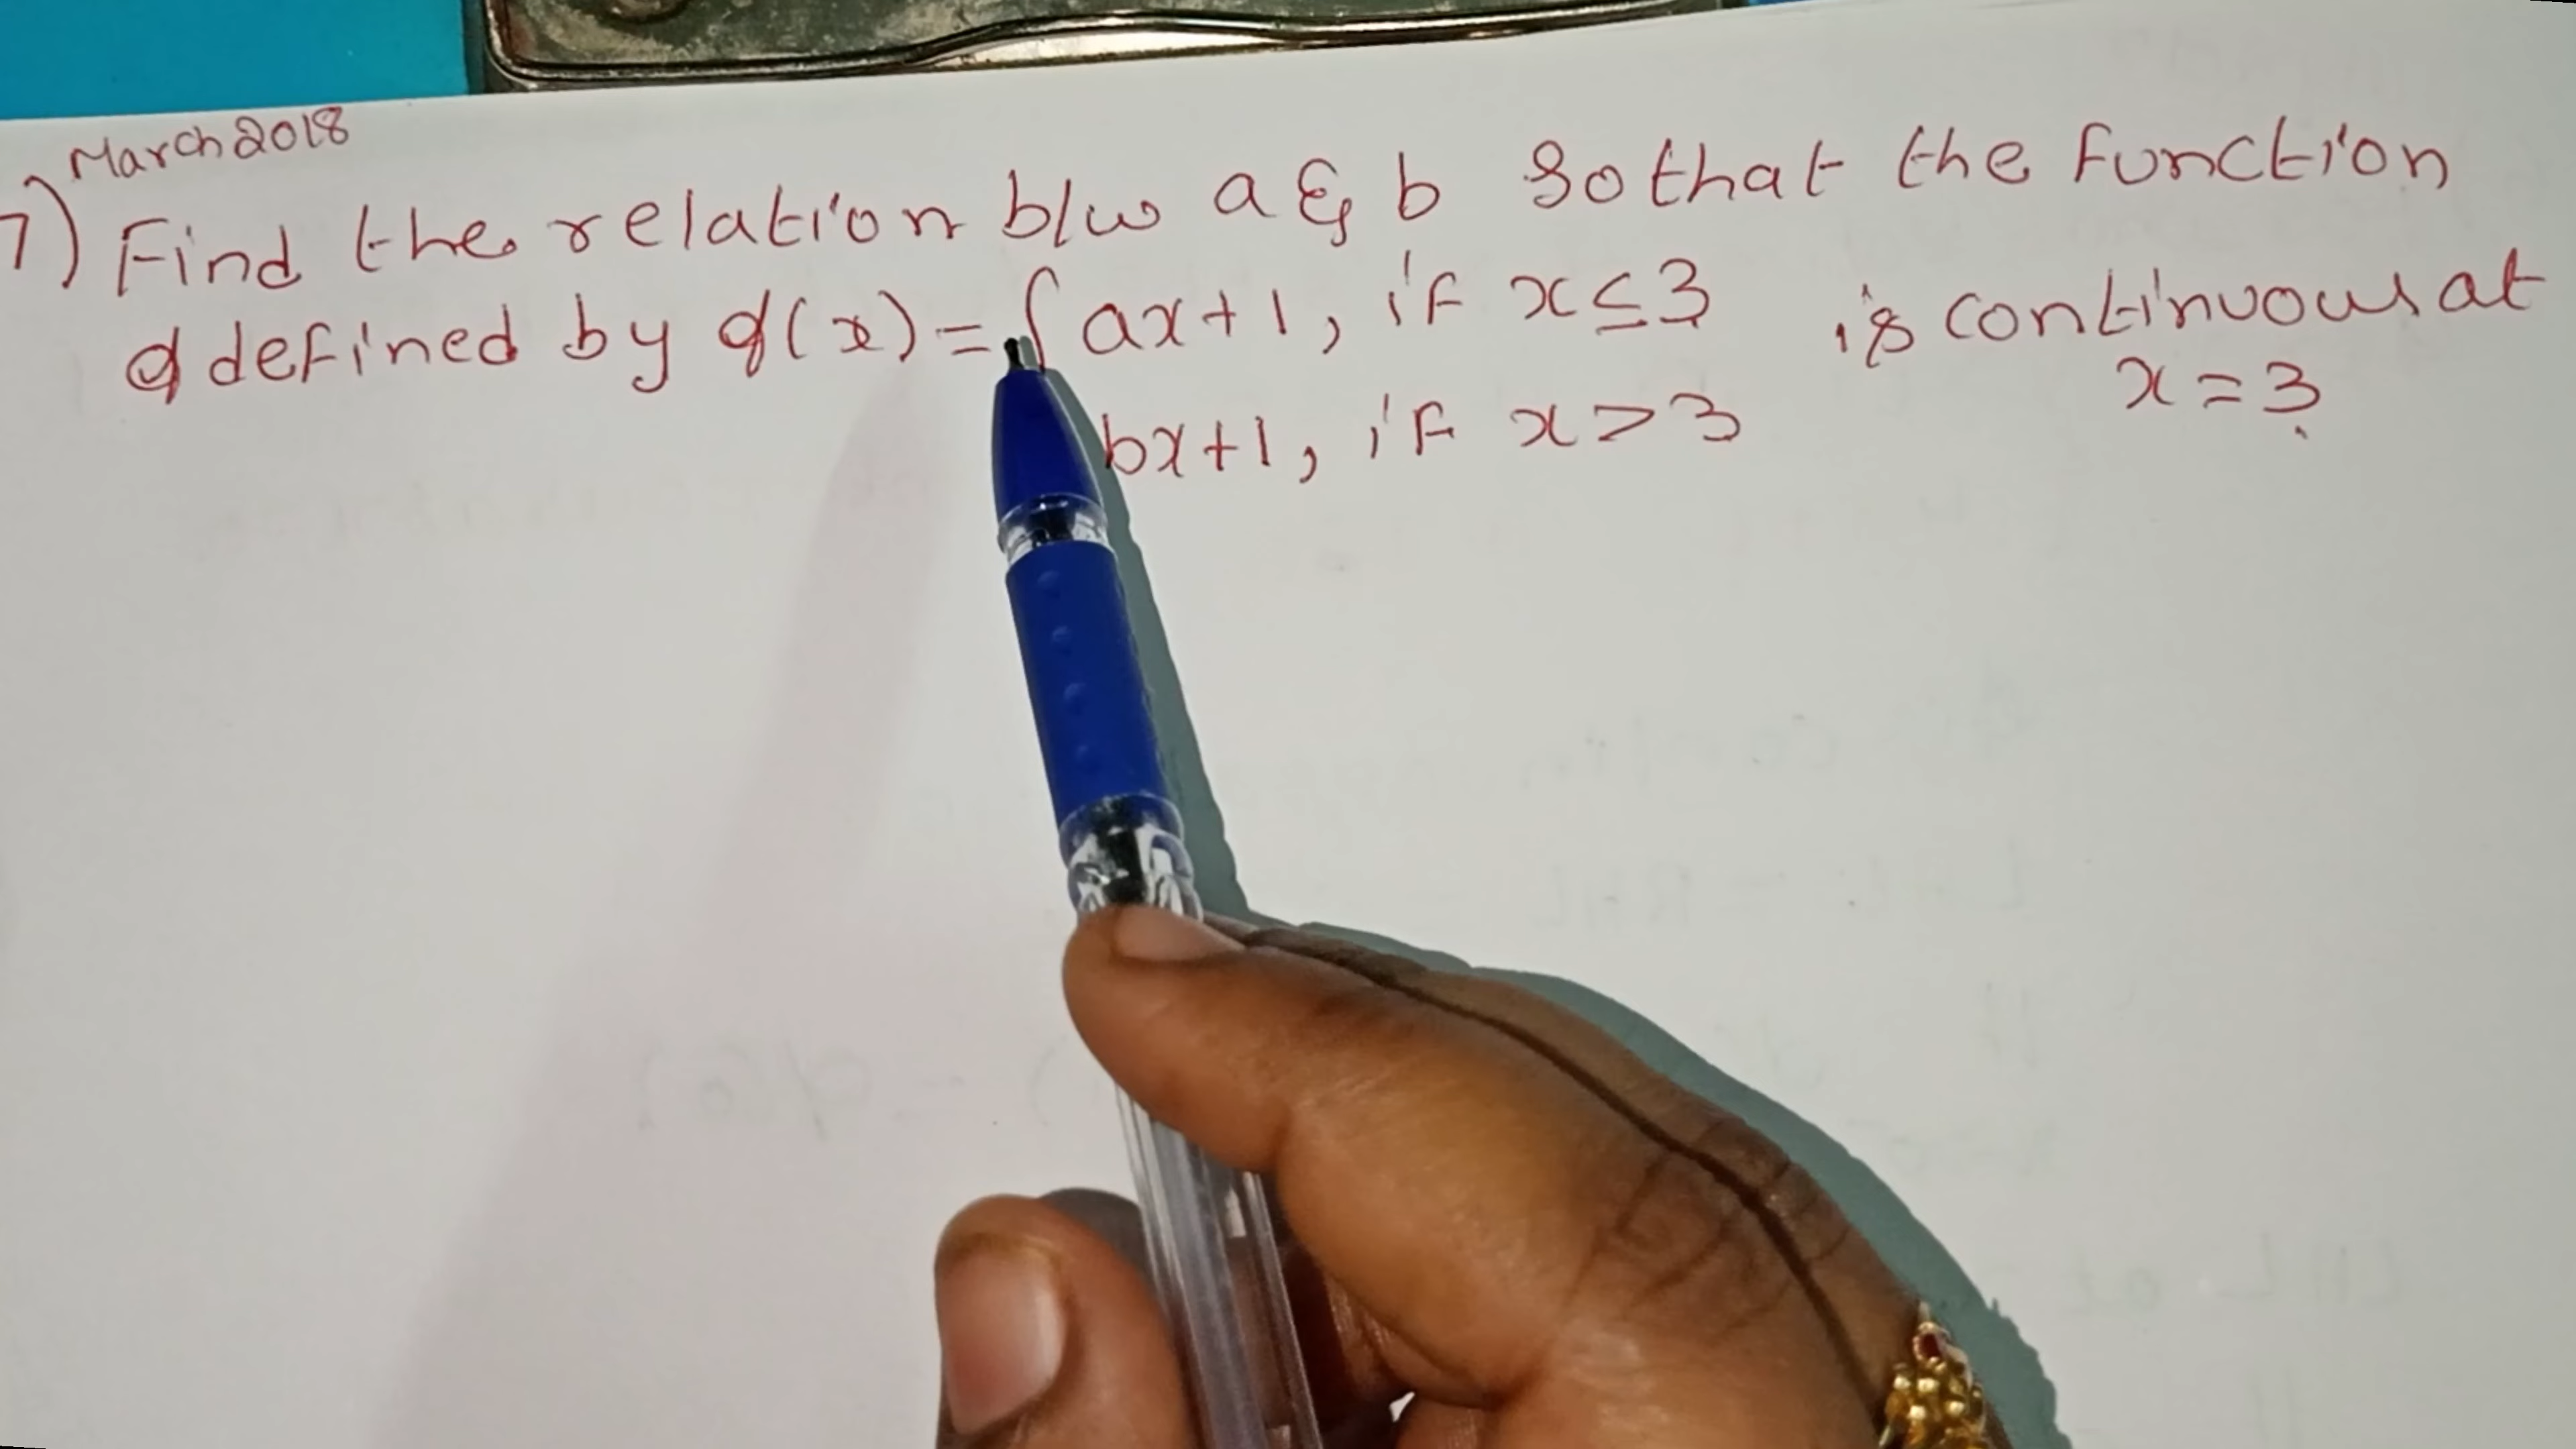 March 2018
7) Find the relation b/w a & b so that the function
f defined by f(x) = { ax+1, if x ≤ 3 is continuous at
bx+1, if x > 3 x = 3.